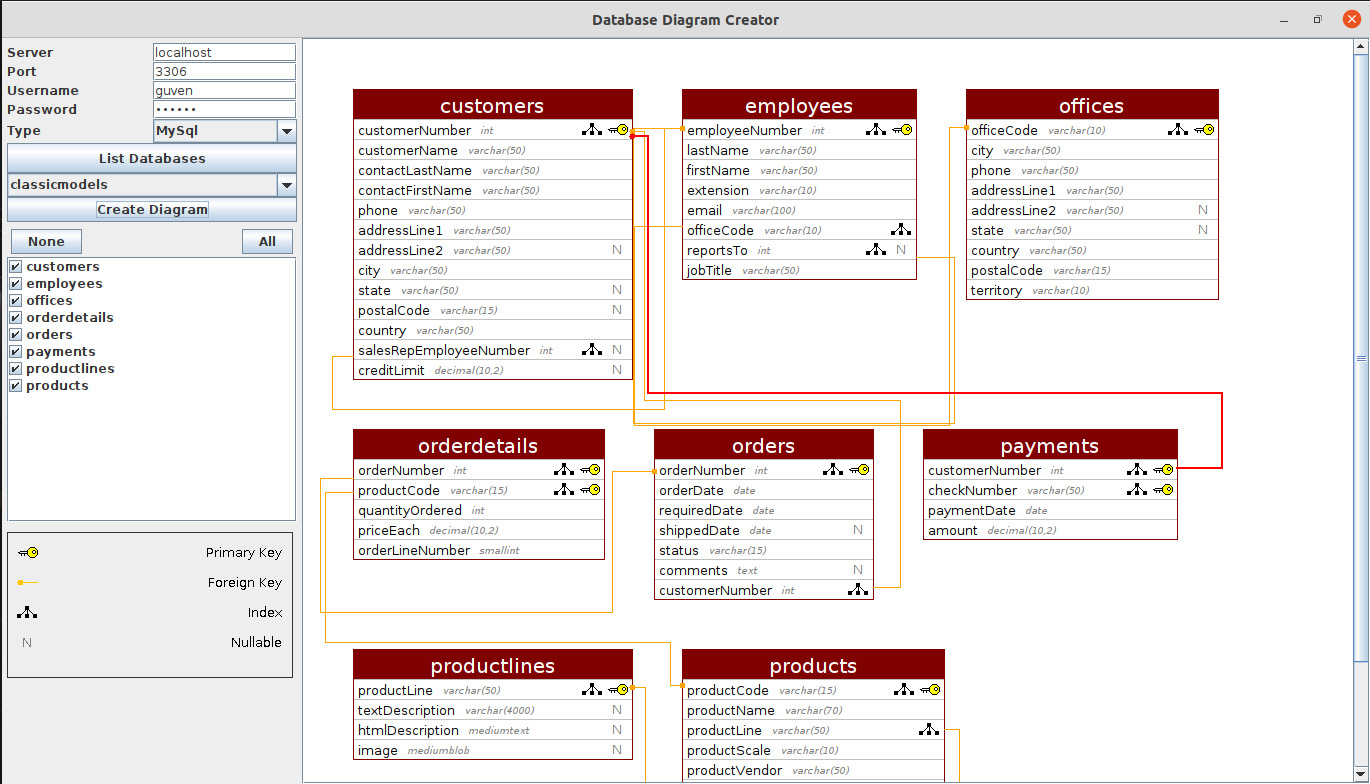 Database Diagram Creator
Server localhost
Port 3306
Username guven
Password ••••••
Type MySql
List Databases
classicmodels
Create Diagram
None All
customers
employees
offices
orderdetails
orders
payments
productlines
products
Primary Key
Foreign Key
Index
N Nullable
customers
customerNumber int
customerName varchar(50)
contactLastName varchar(50)
contactFirstName varchar(50)
phone varchar(50)
addressLine1 varchar(50)
addressLine2 varchar(50) N
city varchar(50)
state varchar(50) N
postalCode varchar(15) N
country varchar(50)
salesRepEmployeeNumber int N
creditLimit decimal(10,2) N
employees
employeeNumber int
lastName varchar(50)
firstName varchar(50)
extension varchar(10)
email varchar(100)
officeCode varchar(10)
reportsTo int N
jobTitle varchar(50)
offices
officeCode varchar(10)
city varchar(50)
phone varchar(50)
addressLine1 varchar(50)
addressLine2 varchar(50) N
state varchar(50) N
country varchar(50)
postalCode varchar(15)
territory varchar(10)
orderdetails
orderNumber int
productCode varchar(15)
quantityOrdered int
priceEach decimal(10,2)
orderLineNumber smallint
orders
orderNumber int
orderDate date
requiredDate date
shippedDate date N
status varchar(15)
comments text N
customerNumber int
payments
customerNumber int
checkNumber varchar(50)
paymentDate date
amount decimal(10,2)
productlines
productLine varchar(50)
textDescription varchar(4000) N
htmlDescription mediumtext N
image mediumblob N
products
productCode varchar(15)
productName varchar(70)
productLine varchar(50)
productScale varchar(10)
productVendor varchar(50)